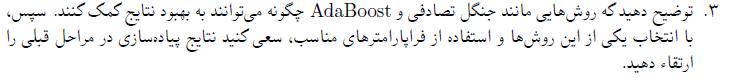 ۳. توضیح دهید که روش‌هایی مانند جنگل تصادفی و AdaBoost چگونه می‌توانند به بهبود نتایج کمک کنند. سپس،
با انتخاب یکی از این روش‌ها و استفاده از فراپارامترهای مناسب، سعی کنید نتایج پیاده‌سازی در مراحل قبلی را
ارتقاء دهید.